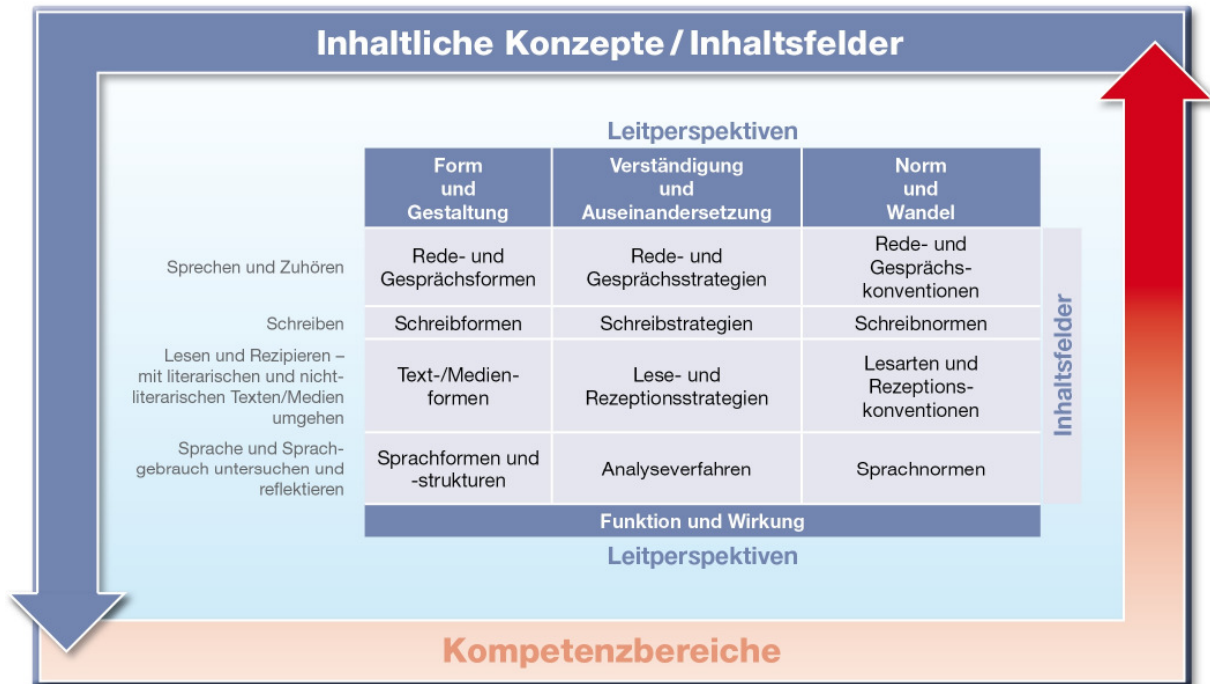 Inhaltliche Konzepte / Inhaltsfelder
Leitperspektiven
Form
und
Gestaltung
Verständigung
und
Auseinandersetzung
Norm
und
Wandel
Sprechen und Zuhören
Rede- und
Gesprächsformen
Rede- und
Gesprächsstrategien
Rede- und
Gesprächs-
konventionen
Schreiben
Schreibformen
Schreibstrategien
Schreibnormen
Lesen und Rezipieren –
mit literarischen und nicht-
literarischen Texten/Medien
umgehen
Text-/Medien-
formen
Lese- und
Rezeptionsstrategien
Lesarten und
Rezeptions-
konventionen
Sprache und Sprach-
gebrauch untersuchen und
reflektieren
Sprachformen und
-strukturen
Analyseverfahren
Sprachnormen
Inhaltsfelder
Funktion und Wirkung
Leitperspektiven
Kompetenzbereiche